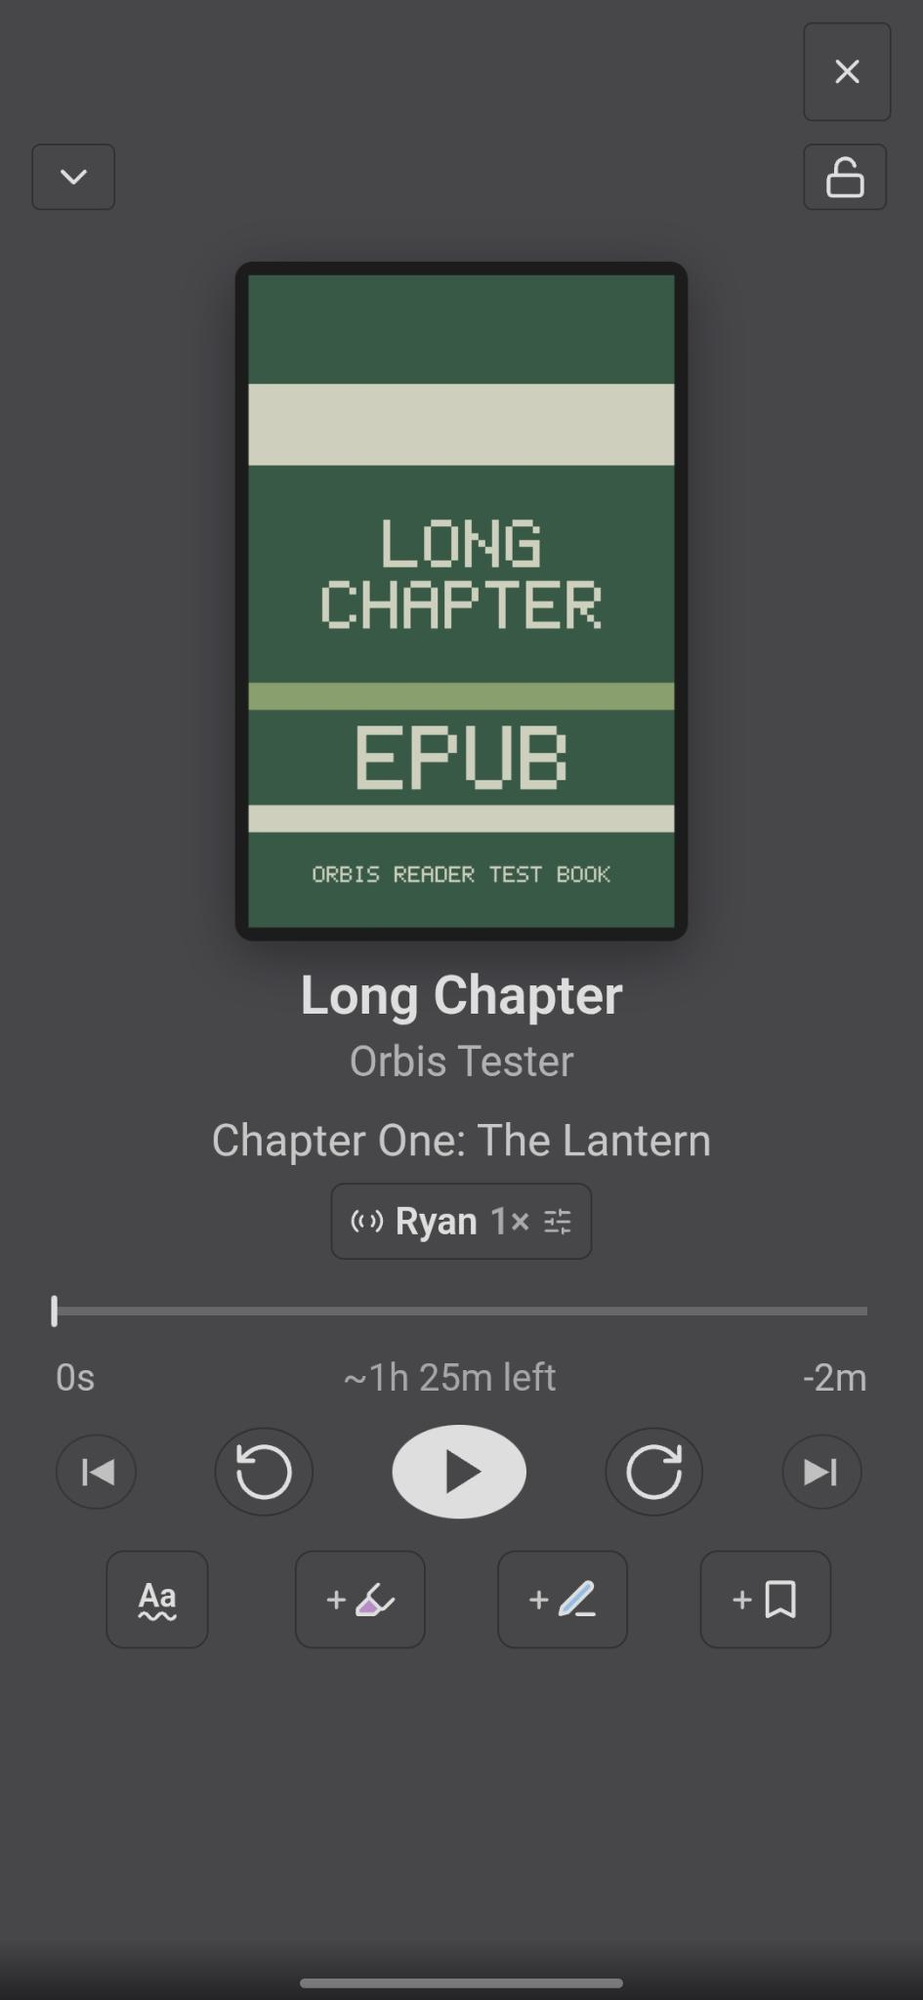 LONG
CHAPTER
EPUB
ORBIS READER TEST BOOK
Long Chapter
Orbis Tester
Chapter One: The Lantern
Ryan 1×
0s ~1h 25m left -2m
Aa + + +